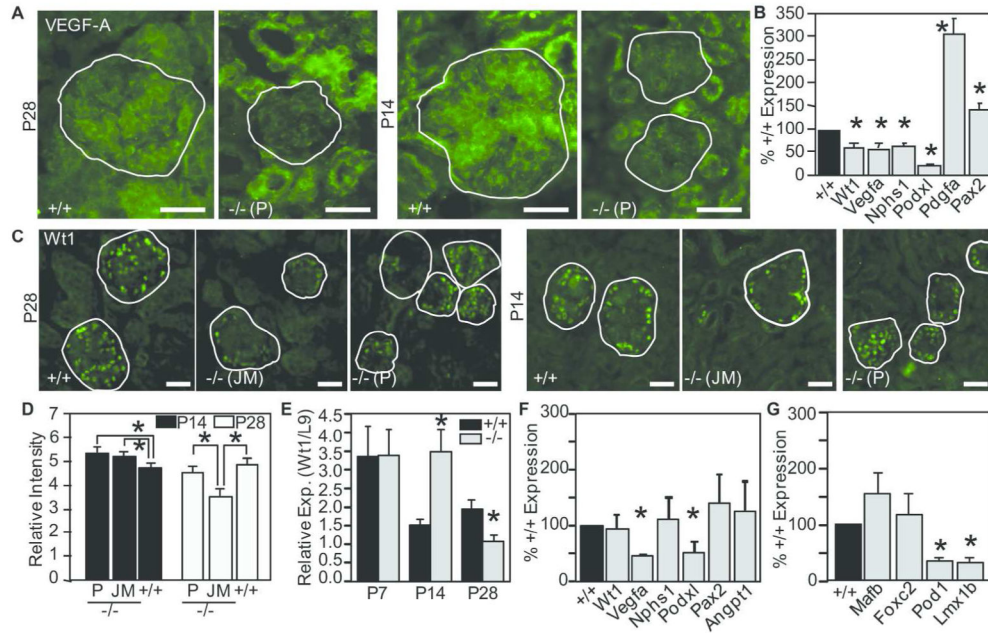 A
VEGF-A
P28
+/+
-/- (P)
P14
+/+
-/- (P)
B
% +/+ Expression
350
300
250
200
150
100
50
0
* * * * * *
+/+ Wt1 Vegfa Nphs1 Podxl Pdgfa Pax2
C
Wt1
P28
+/+
-/- (JM)
-/- (P)
P14
+/+
-/- (JM)
-/- (P)
D
P14 P28
Relative Intensity
7
6
5
4
3
2
1
0
* * * *
P JM +/+ P JM +/+
-/- -/-
E
+/+
-/-
Relative Exp. (Wt1/L9)
4.5
4.0
3.5
3.0
2.5
2.0
1.5
1.0
0.5
0
* *
P7 P14 P28
F
% +/+ Expression
300
200
100
0
* *
+/+ Wt1 Vegfa Nphs1 Podxl Pax2 Angpt1
G
% +/+ Expression
300
200
100
0
* *
+/+ Mafb Foxc2 Pod1 Lmx1b